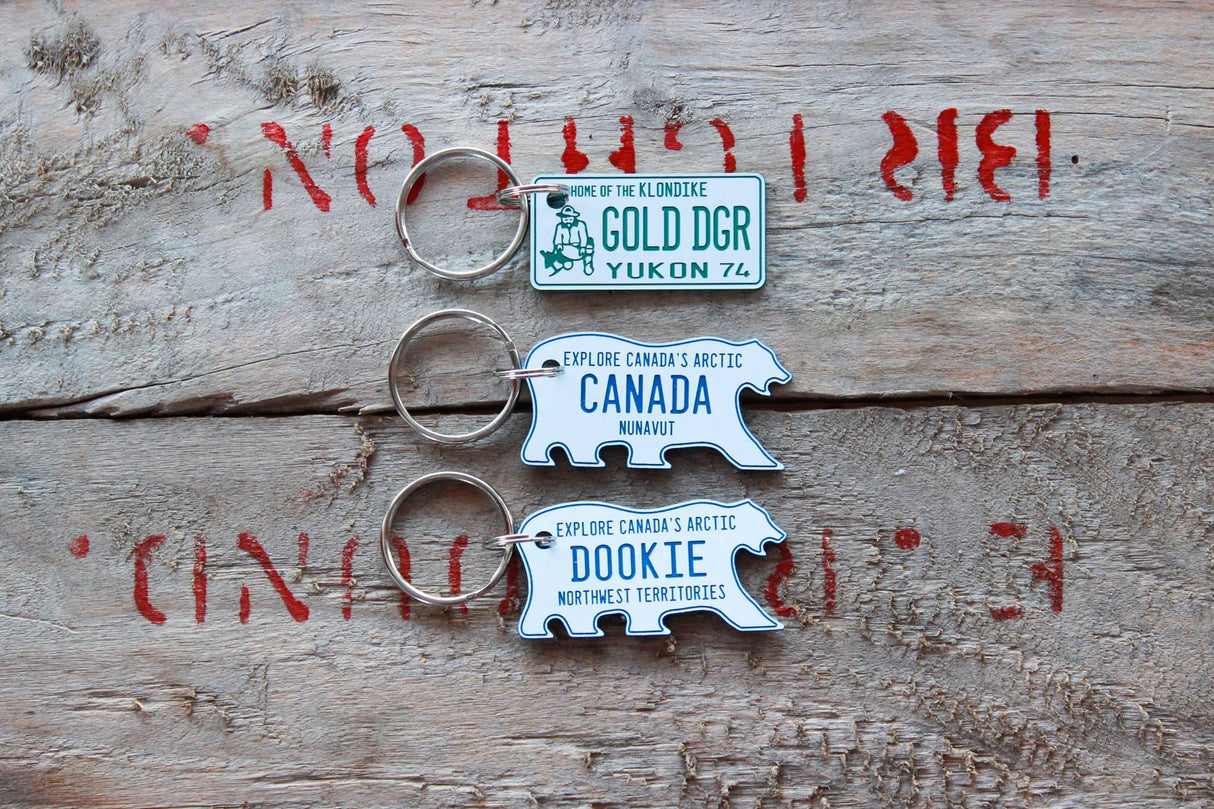 HOME OF THE KLONDIKE
GOLD DGR
YUKON 74
EXPLORE CANADA'S ARCTIC
CANADA
NUNAVUT
EXPLORE CANADA'S ARCTIC
DOOKIE
NORTHWEST TERRITORIES